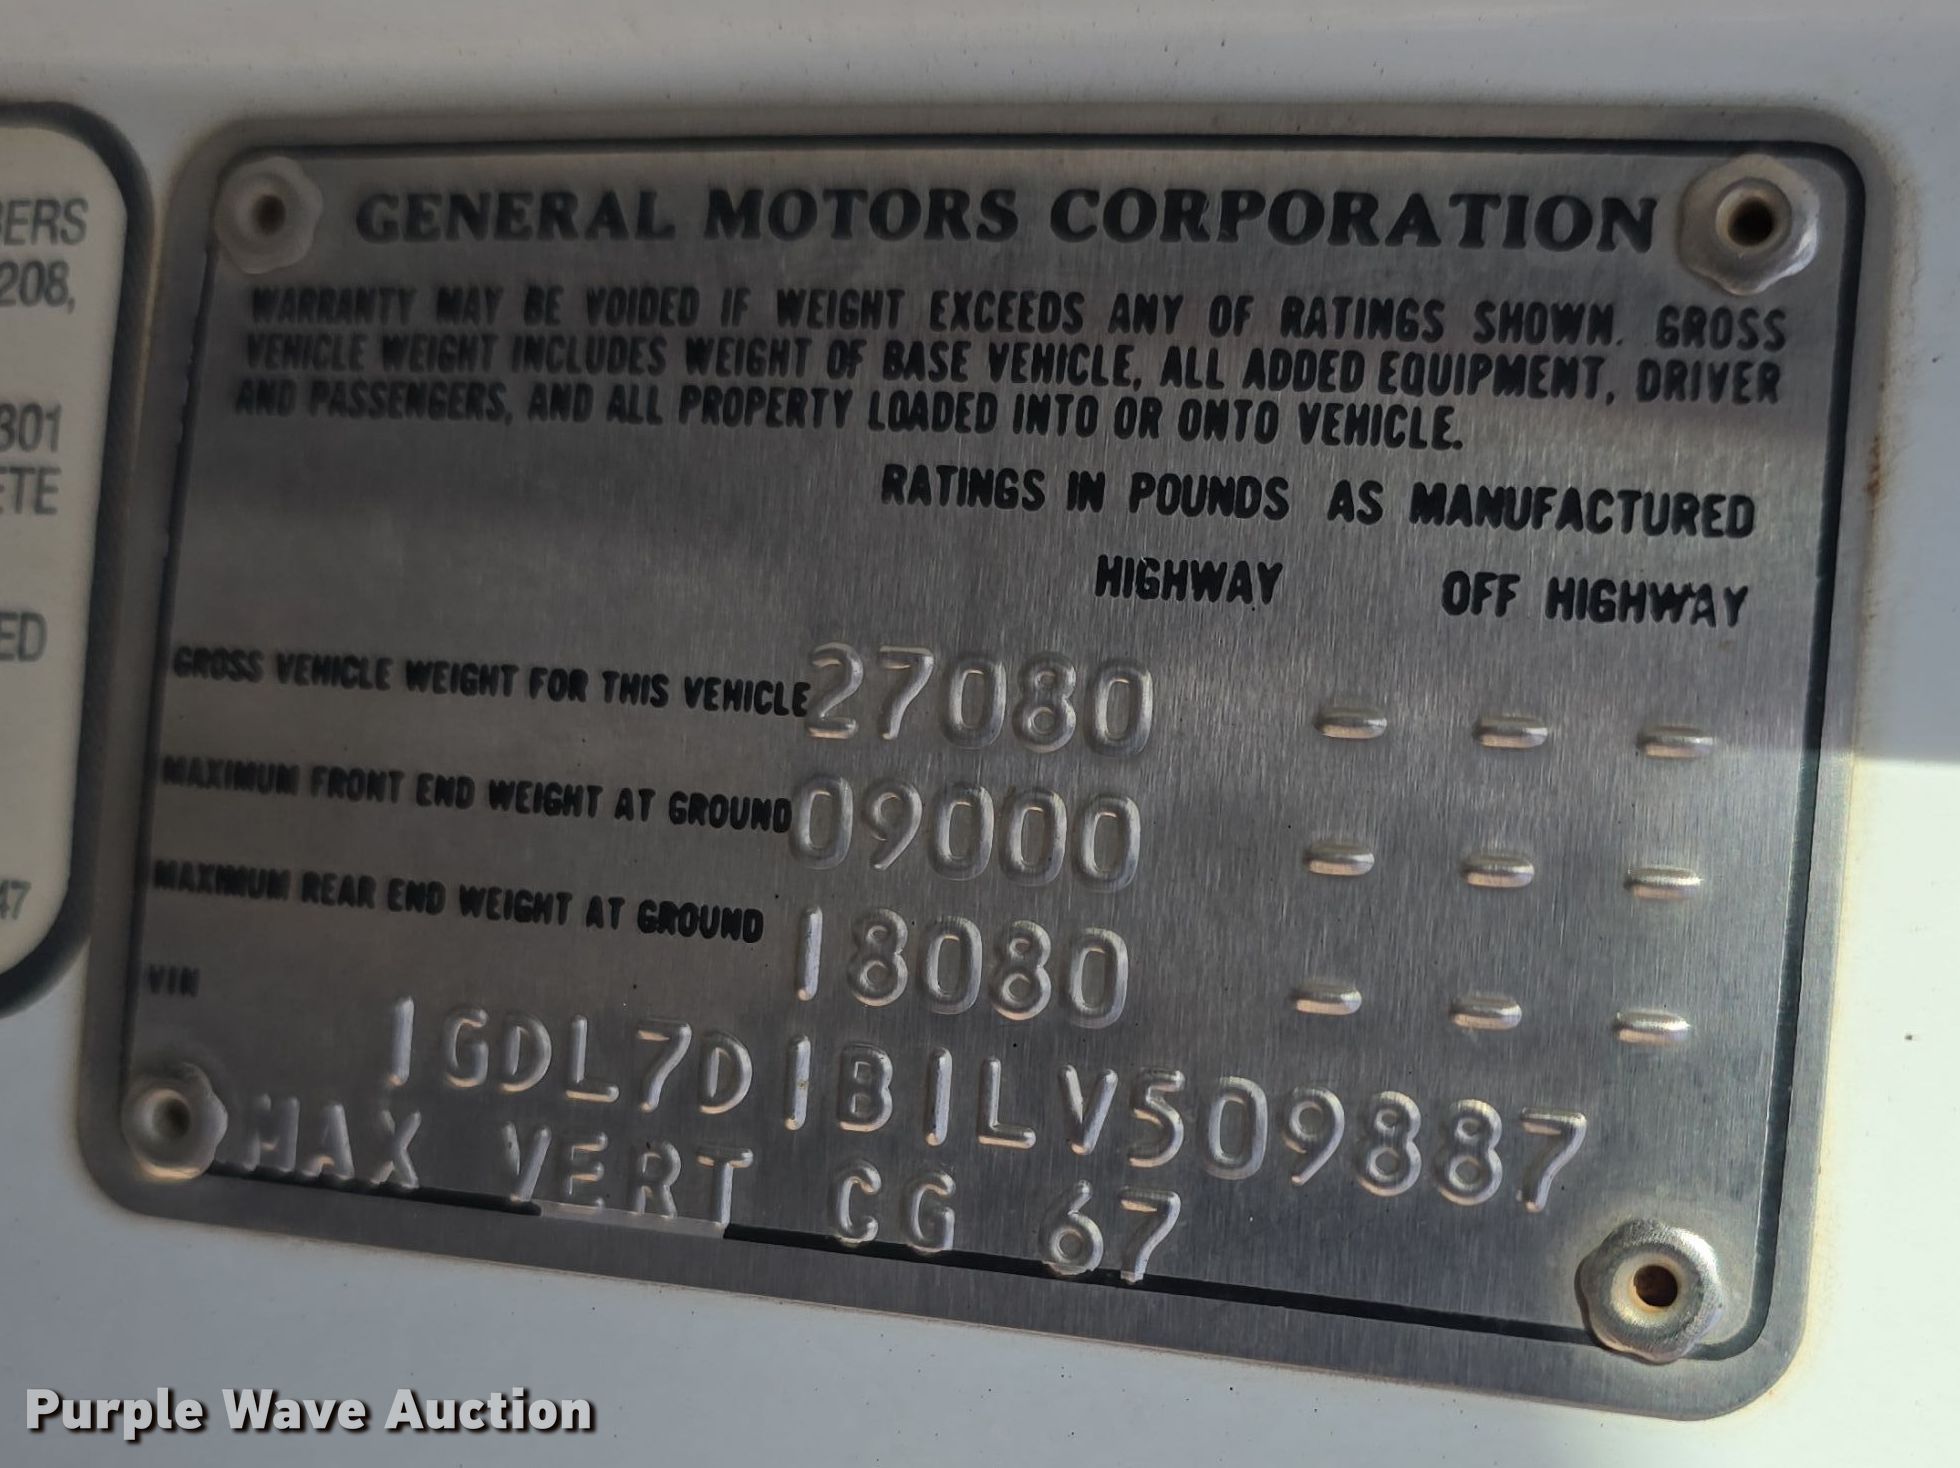 BERS
208,
301
ETE
ED
47
GENERAL MOTORS CORPORATION
WARRANTY MAY BE VOIDED IF WEIGHT EXCEEDS ANY OF RATINGS SHOWN. GROSS
VEHICLE WEIGHT INCLUDES WEIGHT OF BASE VEHICLE, ALL ADDED EQUIPMENT, DRIVER
AND PASSENGERS, AND ALL PROPERTY LOADED INTO OR ONTO VEHICLE.
RATINGS IN POUNDS AS MANUFACTURED
HIGHWAY OFF HIGHWAY
GROSS VEHICLE WEIGHT FOR THIS VEHICLE 27080 - - -
MAXIMUM FRONT END WEIGHT AT GROUND 09000 - - -
MAXIMUM REAR END WEIGHT AT GROUND 18080 - - -
VIN
1GDL7D1B1LV509887
MAX VERT CG 67
Purple Wave Auction